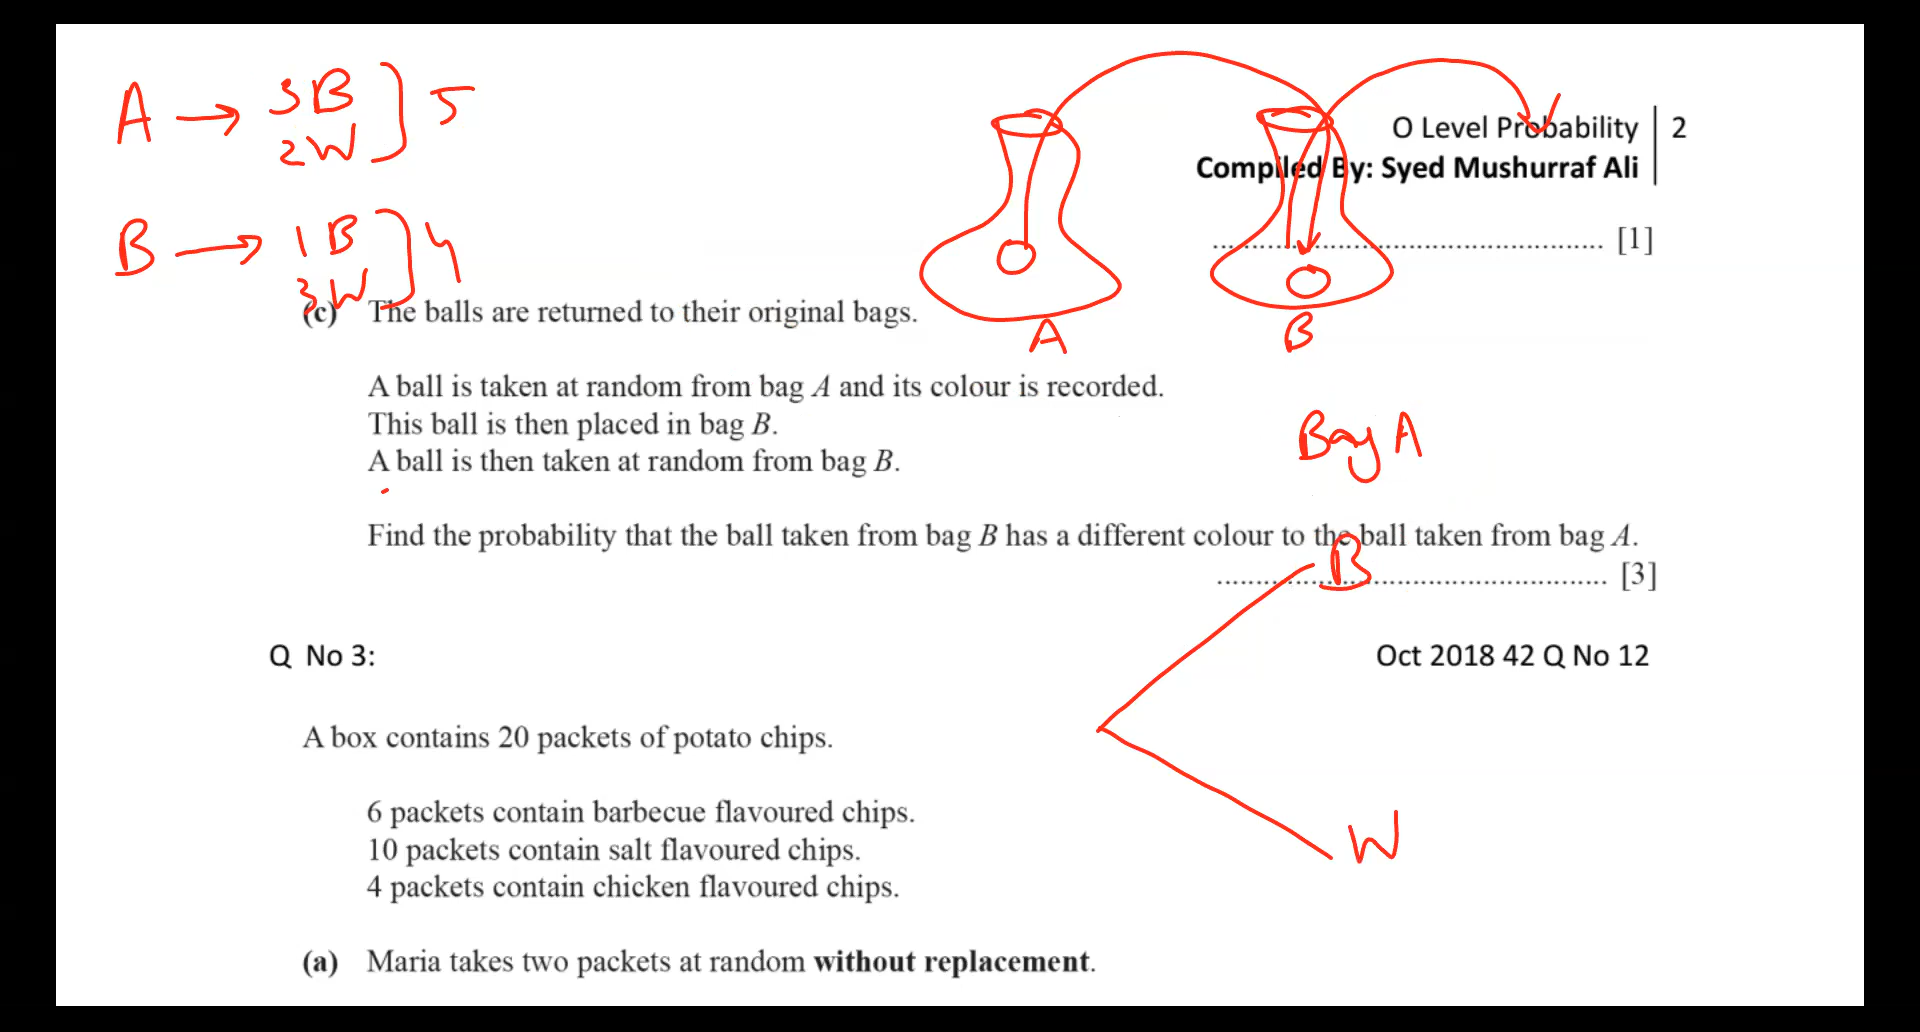 A → 3B ] 5
2W
B → 1B ] 4
3W
O Level Probability | 2
Compiled By: Syed Mushurraf Ali
................................................ [1]
(c) The balls are returned to their original bags.
A
B
A ball is taken at random from bag A and its colour is recorded.
This ball is then placed in bag B.
A ball is then taken at random from bag B.
Bag A
Find the probability that the ball taken from bag B has a different colour to the ball taken from bag A.
B
................................................ [3]
Q No 3:
Oct 2018 42 Q No 12
A box contains 20 packets of potato chips.
6 packets contain barbecue flavoured chips.
W
10 packets contain salt flavoured chips.
4 packets contain chicken flavoured chips.
(a) Maria takes two packets at random without replacement.